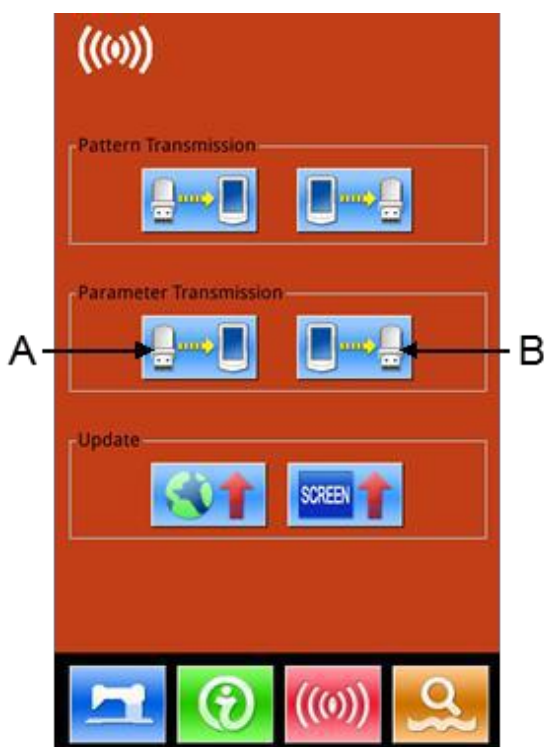 Pattern Transmission
Parameter Transmission
A
B
Update
SCREEN